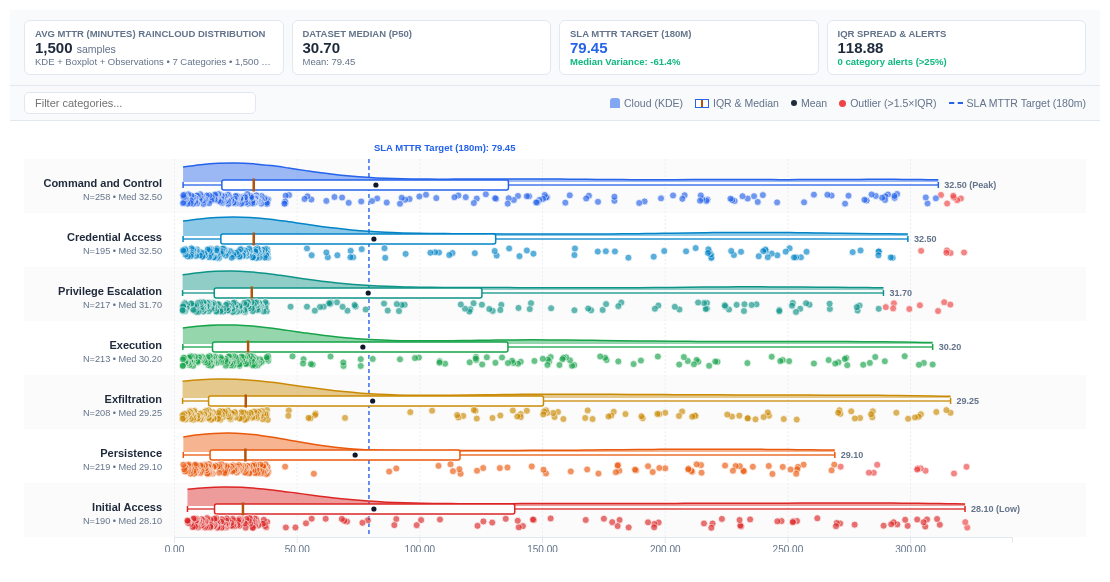 AVG MTTR (MINUTES) RAINCLOUD DISTRIBUTION
1,500 samples
KDE + Boxplot + Observations • 7 Categories • 1,500 ...
DATASET MEDIAN (P50)
30.70
Mean: 79.45
SLA MTTR TARGET (180M)
79.45
Median Variance: -61.4%
IQR SPREAD & ALERTS
118.88
0 category alerts (>25%)
Filter categories...
Cloud (KDE)
IQR & Median
Mean
Outlier (>1.5×IQR)
SLA MTTR Target (180m)
SLA MTTR Target (180m): 79.45
Command and Control
N=258 • Med 32.50
32.50 (Peak)
Credential Access
N=195 • Med 32.50
32.50
Privilege Escalation
N=217 • Med 31.70
31.70
Execution
N=213 • Med 30.20
30.20
Exfiltration
N=208 • Med 29.25
29.25
Persistence
N=219 • Med 29.10
29.10
Initial Access
N=190 • Med 28.10
28.10 (Low)
0.00 50.00 100.00 150.00 200.00 250.00 300.00